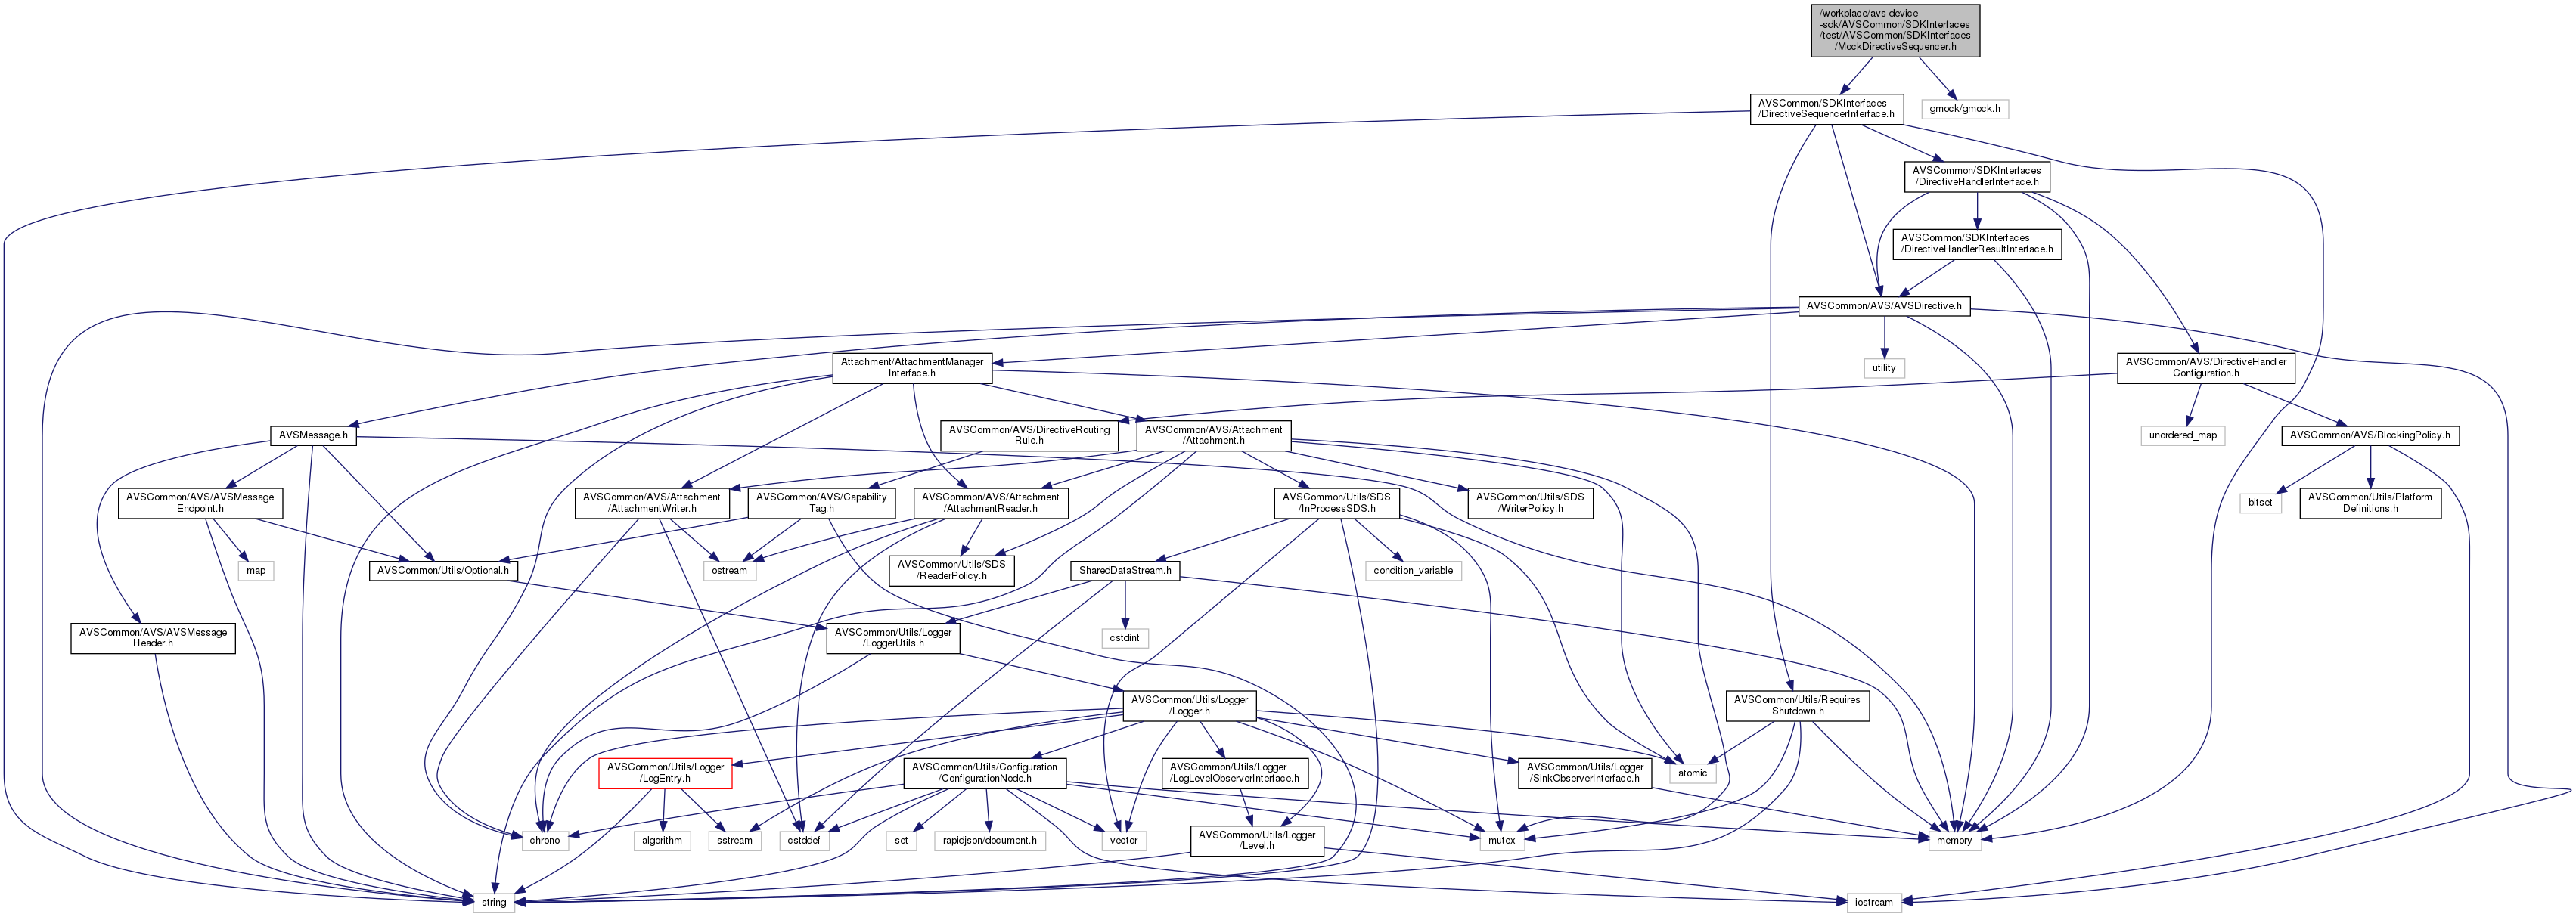 /workplace/avs-device
-sdk/AVSCommon/SDKInterfaces
/test/AVSCommon/SDKInterfaces
/MockDirectiveSequencer.h
AVSCommon/SDKInterfaces
/DirectiveSequencerInterface.h
gmock/gmock.h
AVSCommon/SDKInterfaces
/DirectiveHandlerInterface.h
AVSCommon/SDKInterfaces
/DirectiveHandlerResultInterface.h
AVSCommon/AVS/AVSDirective.h
Attachment/AttachmentManager
Interface.h
utility
AVSCommon/AVS/DirectiveHandler
Configuration.h
AVSMessage.h
AVSCommon/AVS/DirectiveRouting
Rule.h
AVSCommon/AVS/Attachment
/Attachment.h
unordered_map
AVSCommon/AVS/BlockingPolicy.h
AVSCommon/AVS/AVSMessage
Endpoint.h
AVSCommon/AVS/Attachment
/AttachmentWriter.h
AVSCommon/AVS/Capability
Tag.h
AVSCommon/AVS/Attachment
/AttachmentReader.h
AVSCommon/Utils/SDS
/InProcessSDS.h
AVSCommon/Utils/SDS
/WriterPolicy.h
bitset
AVSCommon/Utils/Platform
Definitions.h
map
AVSCommon/Utils/Optional.h
ostream
AVSCommon/Utils/SDS
/ReaderPolicy.h
SharedDataStream.h
condition_variable
AVSCommon/AVS/AVSMessage
Header.h
AVSCommon/Utils/Logger
/LoggerUtils.h
cstdint
AVSCommon/Utils/Logger
/Logger.h
AVSCommon/Utils/Requires
Shutdown.h
AVSCommon/Utils/Logger
/LogEntry.h
AVSCommon/Utils/Configuration
/ConfigurationNode.h
AVSCommon/Utils/Logger
/LogLevelObserverInterface.h
AVSCommon/Utils/Logger
/SinkObserverInterface.h
atomic
chrono
algorithm
sstream
cstddef
set
rapidjson/document.h
vector
AVSCommon/Utils/Logger
/Level.h
mutex
memory
string
iostream